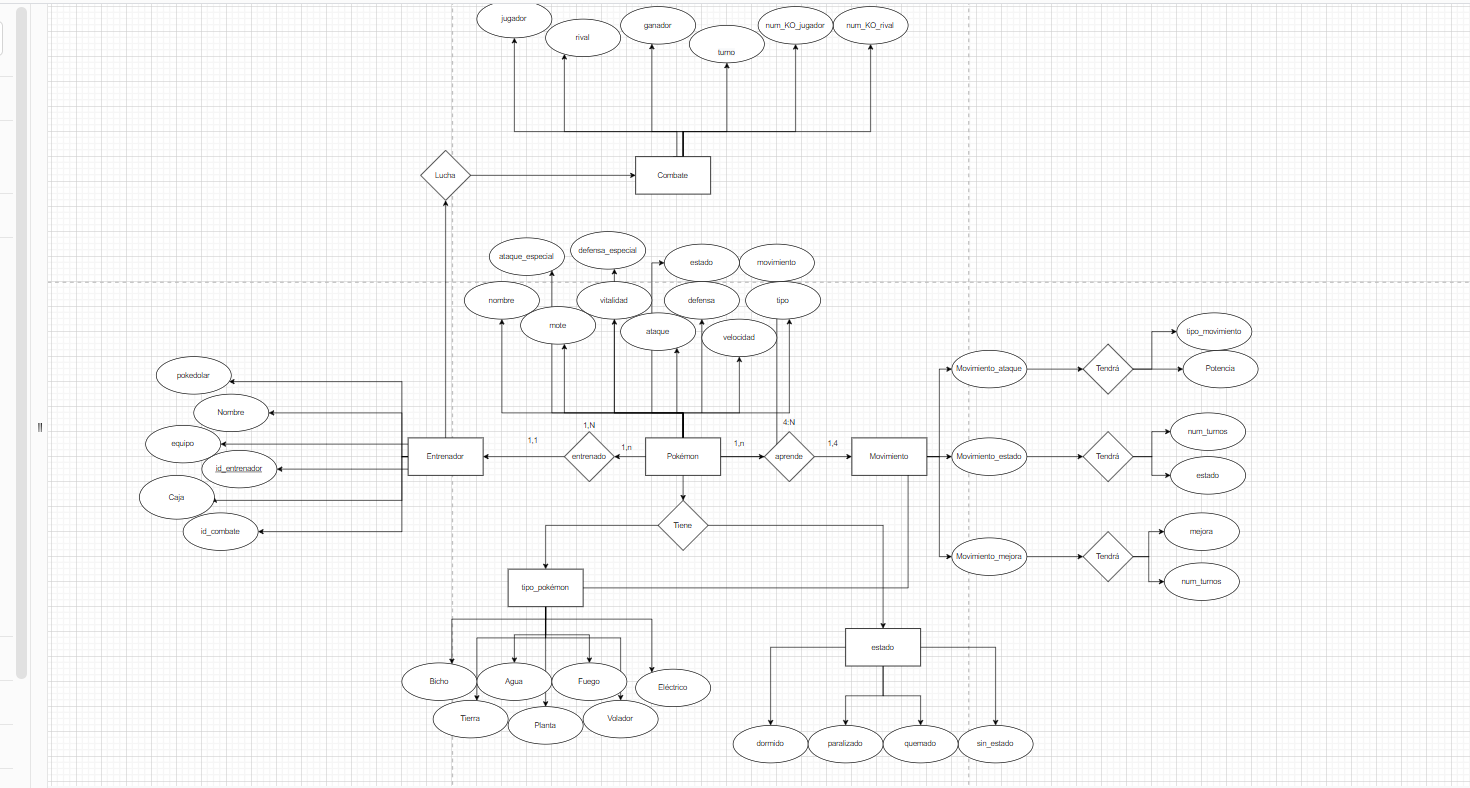 jugador
rival
ganador
turno
num_KO_jugador
num_KO_rival
Lucha
Combate
ataque_especial
defensa_especial
estado
movimiento
nombre
mote
vitalidad
ataque
defensa
velocidad
tipo
pokedolar
Nombre
equipo
id_entrenador
Caja
id_combate
Entrenador
1,1
1,N
entrenado
1,n
Pokémon
1,n
4:N
aprende
1,4
Movimiento
Movimiento_ataque
Tendrá
tipo_movimiento
Potencia
Movimiento_estado
Tendrá
num_turnos
estado
Movimiento_mejora
Tendrá
mejora
num_turnos
Tiene
tipo_pokémon
Bicho
Agua
Fuego
Eléctrico
Tierra
Planta
Volador
estado
dormido
paralizado
quemado
sin_estado